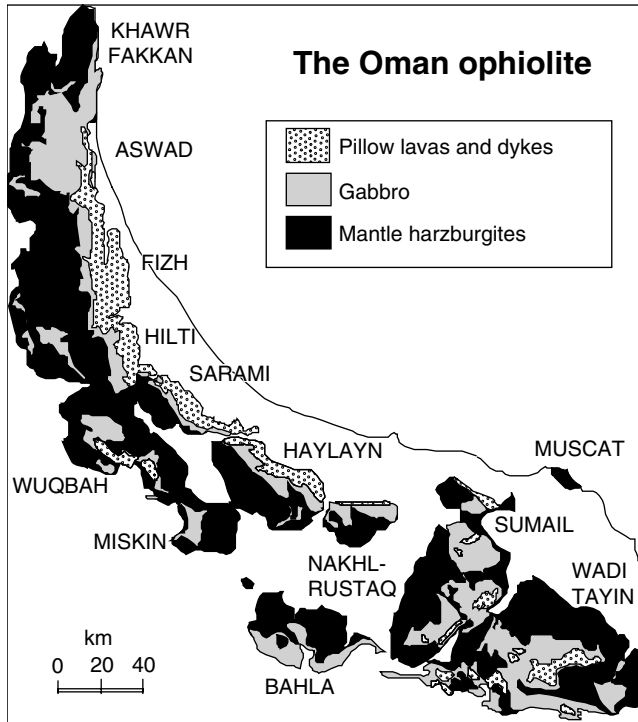 KHAWR
FAKKAN
The Oman ophiolite
ASWAD
Pillow lavas and dykes
Gabbro
Mantle harzburgites
FIZH
HILTI
SARAMI
HAYLAYN
MUSCAT
WUQBAH
SUMAIL
MISKIN
NAKHL-
RUSTAQ
WADI
TAYIN
km
0 20 40
BAHLA